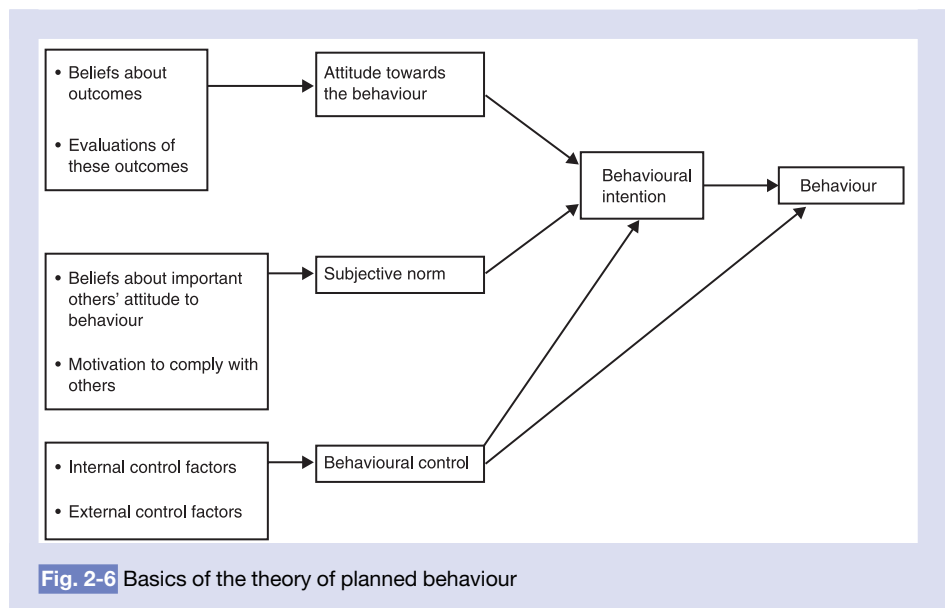 • Beliefs about
outcomes
• Evaluations of
these outcomes
Attitude towards
the behaviour
Behavioural
intention
Behaviour
• Beliefs about important
others' attitude to
behaviour
• Motivation to comply with
others
Subjective norm
• Internal control factors
• External control factors
Behavioural control
Fig. 2-6 Basics of the theory of planned behaviour